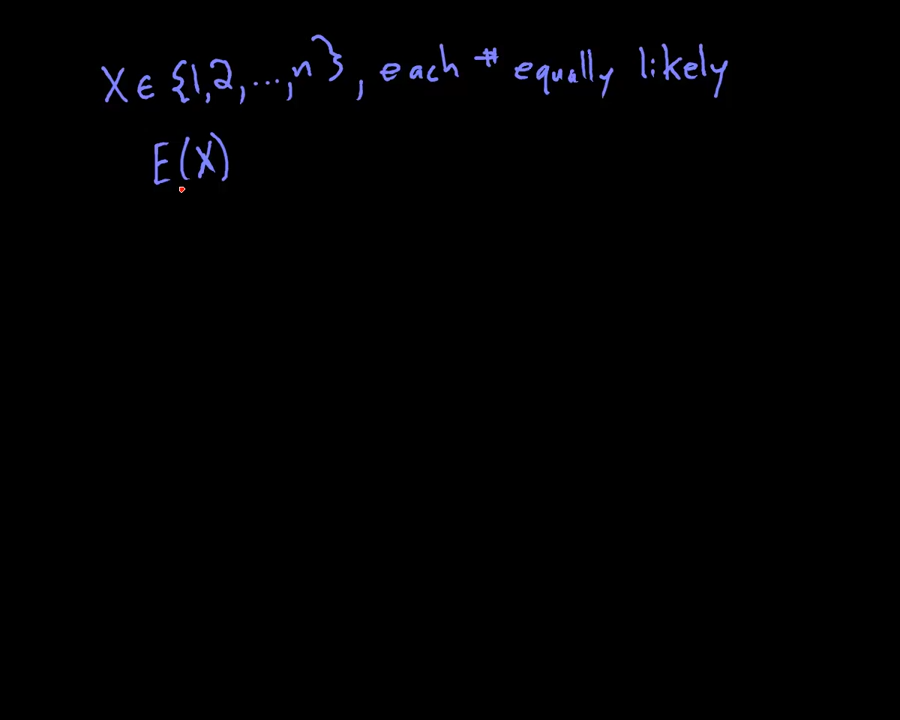 X ∈ {1,2,...,n}, each # equally likely
E(X)